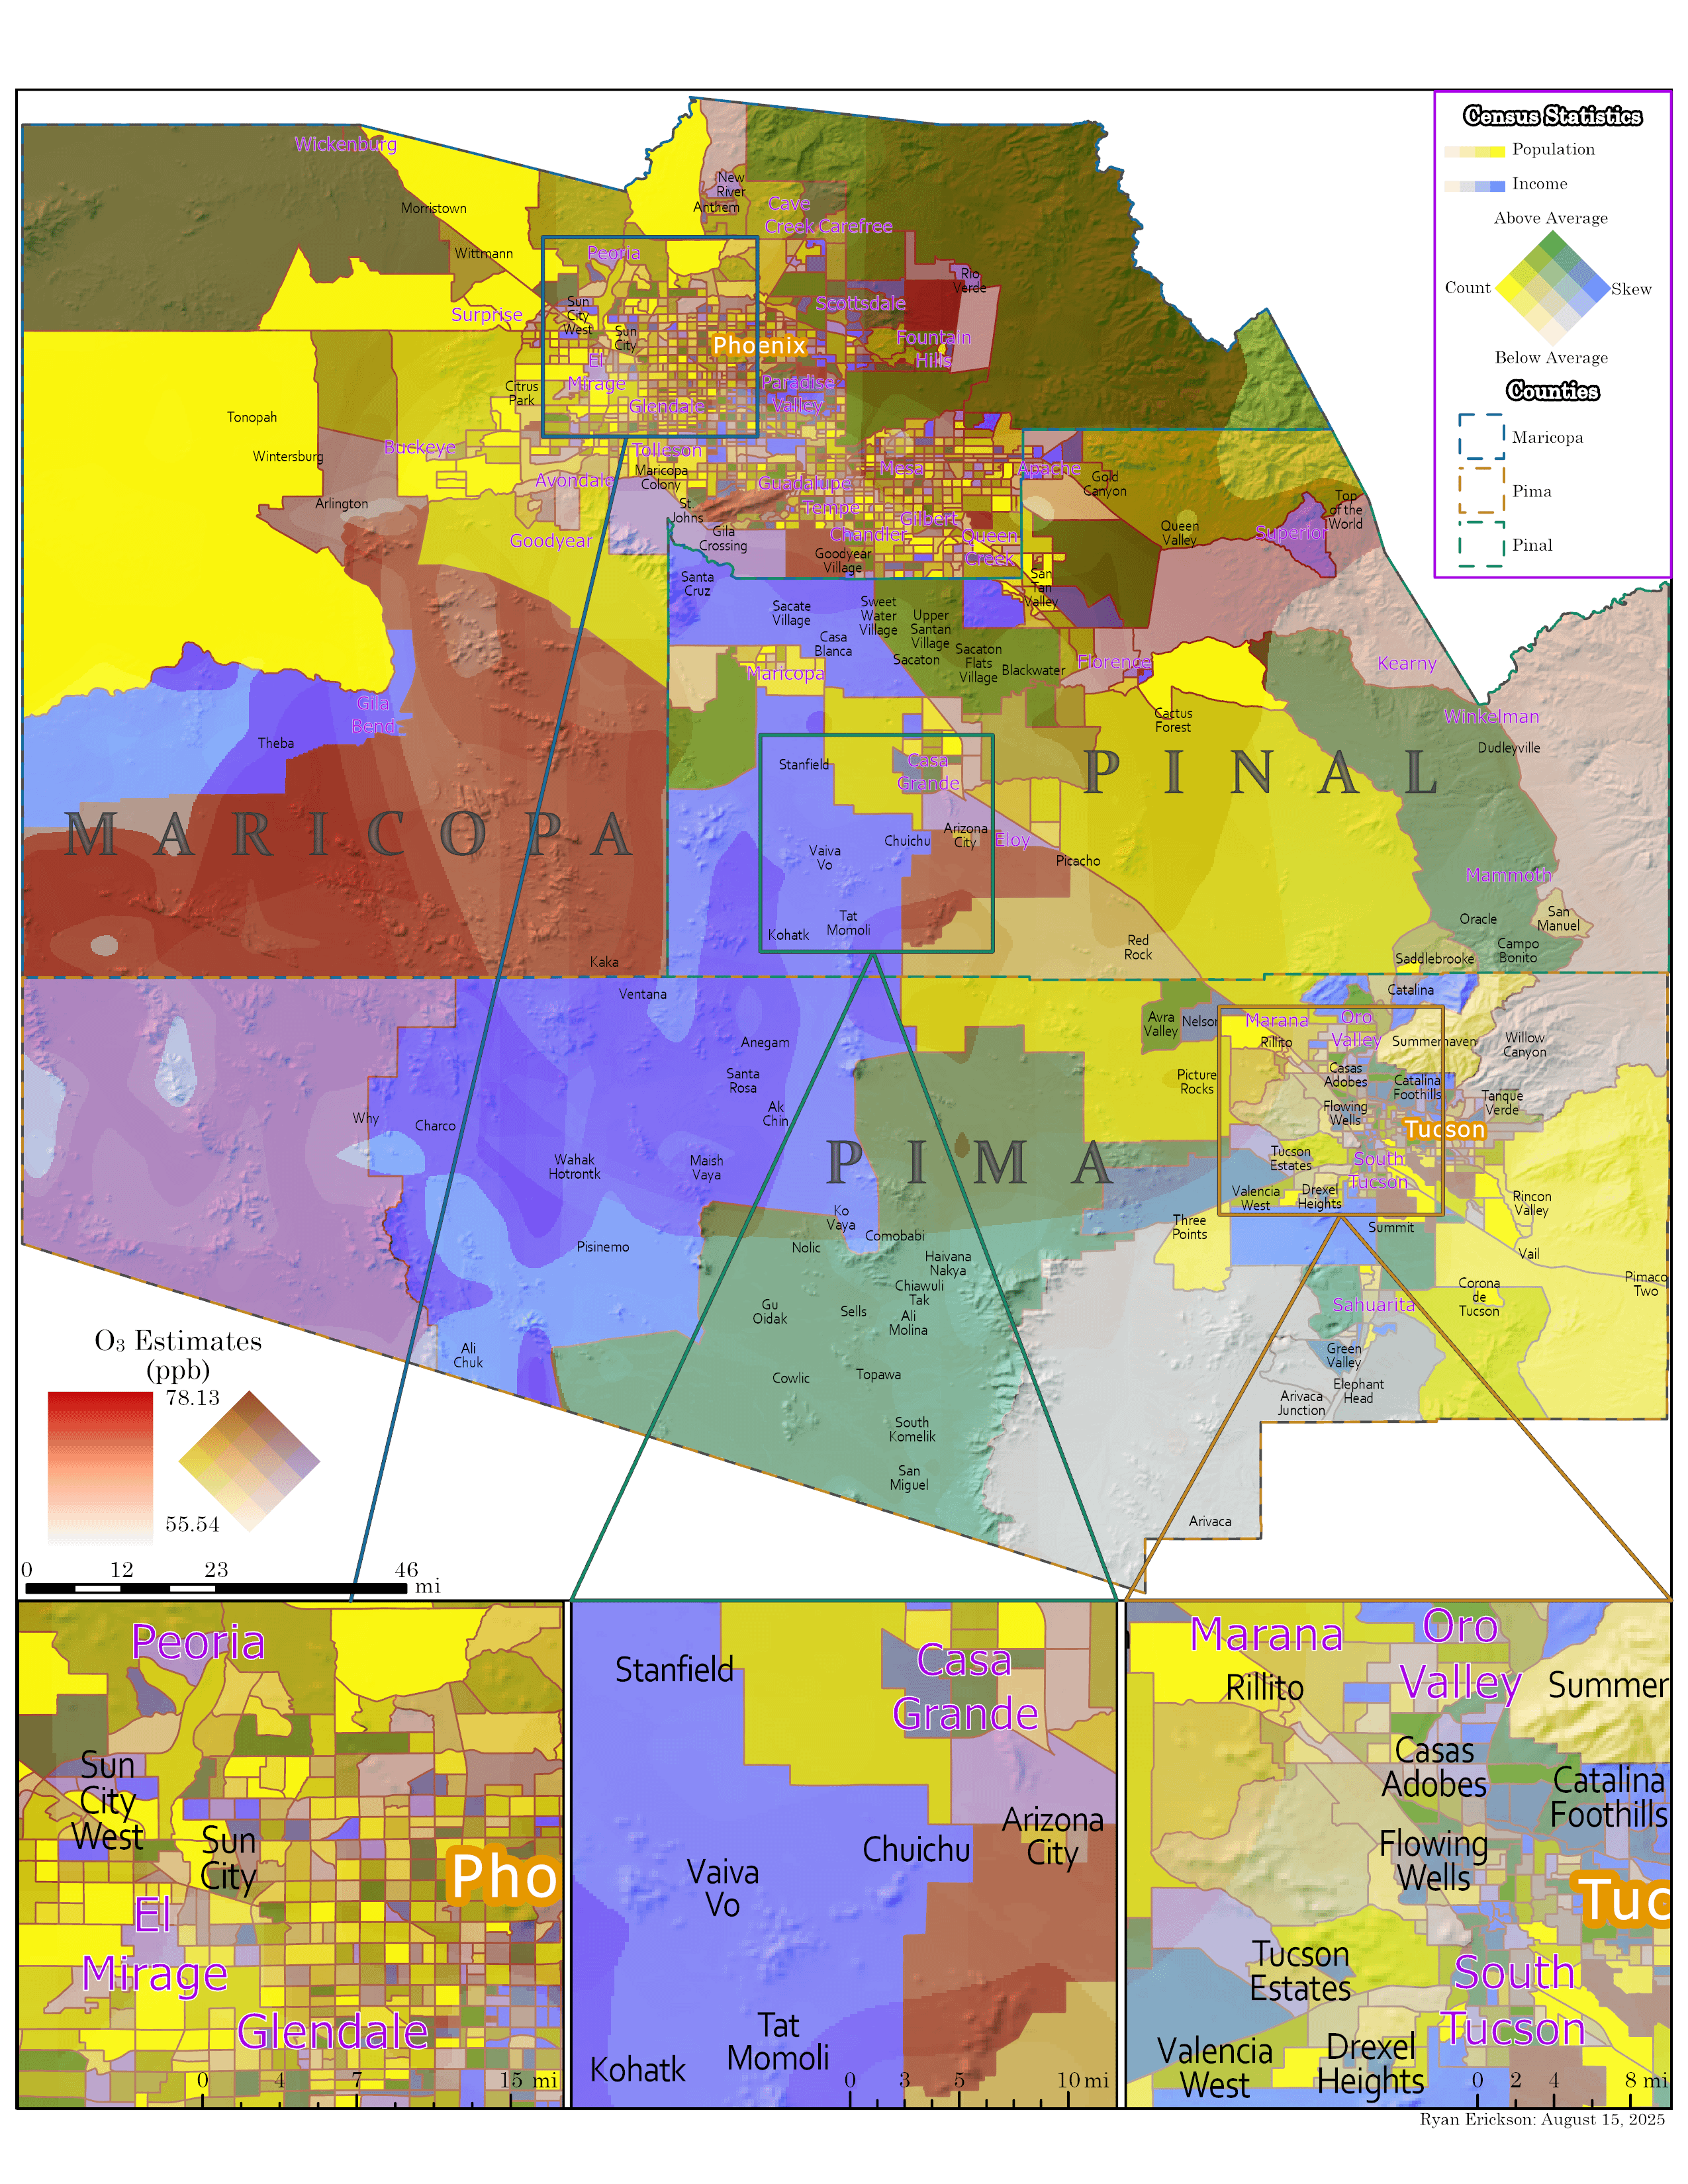 Census Statistics
Population
Income
Above Average
Count
Skew
Below Average
Counties
Maricopa
Pima
Pinal
Wickenburg
Morristown
Wittmann
Surprise
New
River
Anthem
Cave
Creek
Carefree
Peoria
Sun
City
West
Sun
City
Scottsdale
Rio
Verde
Fountain
Hills
Phoenix
El
Mirage
Paradise
Valley
Citrus
Park
Glendale
Tonopah
Wintersburg
Buckeye
Tolleson
Avondale
Maricopa
Colony
Arlington
Goodyear
St.
Johns
Gila
Crossing
Guadalupe
Tempe
Mesa
Gilbert
Chandler
Goodyear
Village
Queen
Creek
Apache
Gold
Canyon
Queen
Valley
Superior
Top
of the
World
San
Tan
Valley
Santa
Cruz
Sacate
Village
Casa
Blanca
Sweet
Water
Village
Upper
Santan
Village
Sacaton
Sacaton
Flats
Village
Blackwater
Florence
Kearny
Maricopa
Cactus
Forest
Winkelman
Dudleyville
Gila
Bend
Theba
PINAL
Stanfield
Casa
Grande
MARICOPA
Vaiva
Vo
Chuichu
Arizona
City
Eloy
Picacho
Mammoth
Oracle
San
Manuel
Campo
Bonito
Tat
Momoli
Kohatk
Red
Rock
Saddlebrooke
Kaka
Ventana
Catalina
Anegam
Avra
Valley
Nelson
Marana
Rillito
Oro
Valley
Summerhaven
Willow
Canyon
Santa
Rosa
Picture
Rocks
Casas
Adobes
Catalina
Foothills
Tanque
Verde
Ak
Chin
Why
Charco
Flowing
Wells
Tucson
PIMA
Wahak
Hotrontk
Maish
Vaya
Tucson
Estates
South
Tucson
Valencia
West
Drexel
Heights
Rincon
Valley
Ko
Vaya
Comobabi
Three
Points
Summit
Vail
Pisinemo
Nolic
Haivana
Nakya
Chiawuli
Tak
Pimaco
Two
Gu
Oidak
Sells
Ali
Molina
Sahuarita
Corona
de
Tucson
Ali
Chuk
Cowlic
Topawa
Green
Valley
Elephant
Head
Arivaca
Junction
South
Komelik
San
Miguel
Arivaca
O₃ Estimates
(ppb)
78.13
55.54
0 12 23 46 mi
Peoria
Sun
City
West
Sun
City
Pho
El
Mirage
Glendale
0 4 7 15 mi
Stanfield
Casa
Grande
Arizona
City
Chuichu
Vaiva
Vo
Tat
Momoli
Kohatk
0 3 5 10 mi
Marana
Oro
Valley
Rillito
Summer
Casas
Adobes
Catalina
Foothills
Flowing
Wells
Tuc
Tucson
Estates
South
Tucson
Valencia
West
Drexel
Heights
0 2 4 8 mi
Ryan Erickson: August 15, 2025